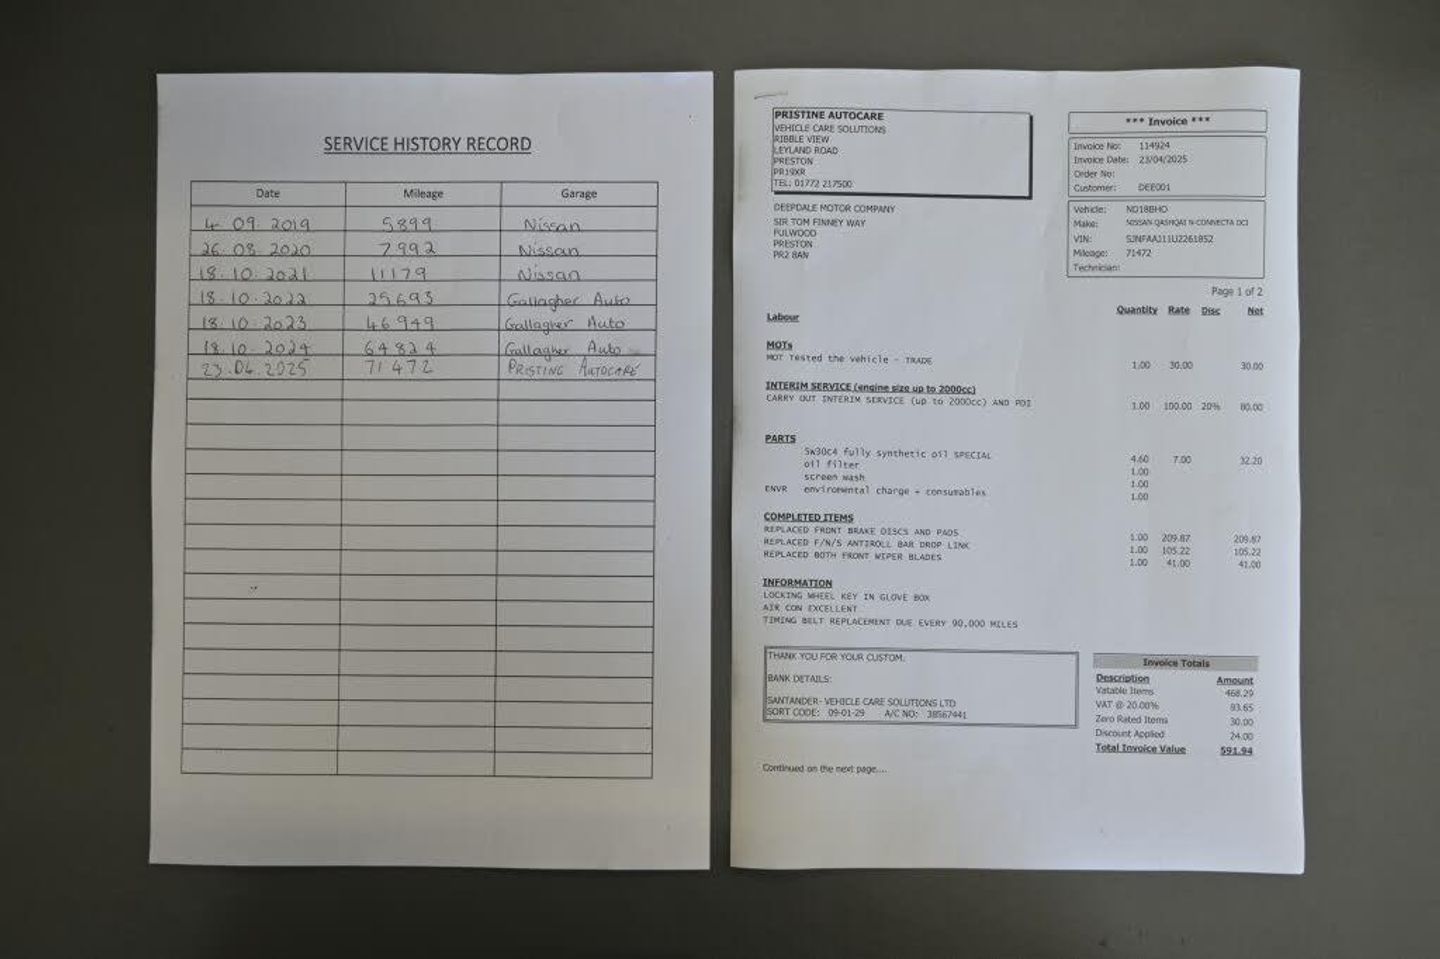 SERVICE HISTORY RECORD
Date Mileage Garage
4. 09. 2019 5899 Nissan
26. 08. 2020 7992 Nissan
18. 10. 2021 11179 Nissan
18. 10. 2022 25693 Gallagher Auto
18. 10. 2023 46949 Gallagher Auto
18. 10. 2024 64824 Gallagher Auto
23.04.2025 71472 PRISTING AUTOCARE
PRISTINE AUTOCARE
VEHICLE CARE SOLUTIONS
RIBBLE VIEW
LEYLAND ROAD
PRESTON
PR19XR
TEL: 01772 217500
*** Invoice ***
Invoice No: 114924
Invoice Date: 23/04/2025
Order No:
Customer: DEE001
DEEPDALE MOTOR COMPANY
SIR TOM FINNEY WAY
FULWOOD
PRESTON
PR2 8AN
Vehicle: ND18BHO
Make: NISSAN QASHQAI N-CONNECTA DCI
VIN: SJNFAAJ11U2261852
Mileage: 71472
Technician:
Page 1 of 2
Labour Quantity Rate Disc Net
MOTs
MOT Tested the vehicle - TRADE 1.00 30.00 30.00
INTERIM SERVICE (engine size up to 2000cc)
CARRY OUT INTERIM SERVICE (up to 2000cc) AND PDI 1.00 100.00 20% 80.00
PARTS
5w30c4 fully synthetic oil SPECIAL 4.60 7.00 32.20
oil filter 1.00
screen wash 1.00
ENVR enviromental charge + consumables 1.00
COMPLETED ITEMS
REPLACED FRONT BRAKE DISCS AND PADS 1.00 209.87 209.87
REPLACED F/N/S ANTIROLL BAR DROP LINK 1.00 105.22 105.22
REPLACED BOTH FRONT WIPER BLADES 1.00 41.00 41.00
INFORMATION
LOCKING WHEEL KEY IN GLOVE BOX
AIR CON EXCELLENT
TIMING BELT REPLACEMENT DUE EVERY 90,000 MILES
THANK YOU FOR YOUR CUSTOM.
BANK DETAILS:
SANTANDER- VEHICLE CARE SOLUTIONS LTD
SORT CODE: 09-01-29 A/C NO: 38567441
Invoice Totals
Description Amount
Vatable Items 468.29
VAT @ 20.00% 93.65
Zero Rated Items 30.00
Discount Applied 24.00
Total Invoice Value 591.94
Continued on the next page....